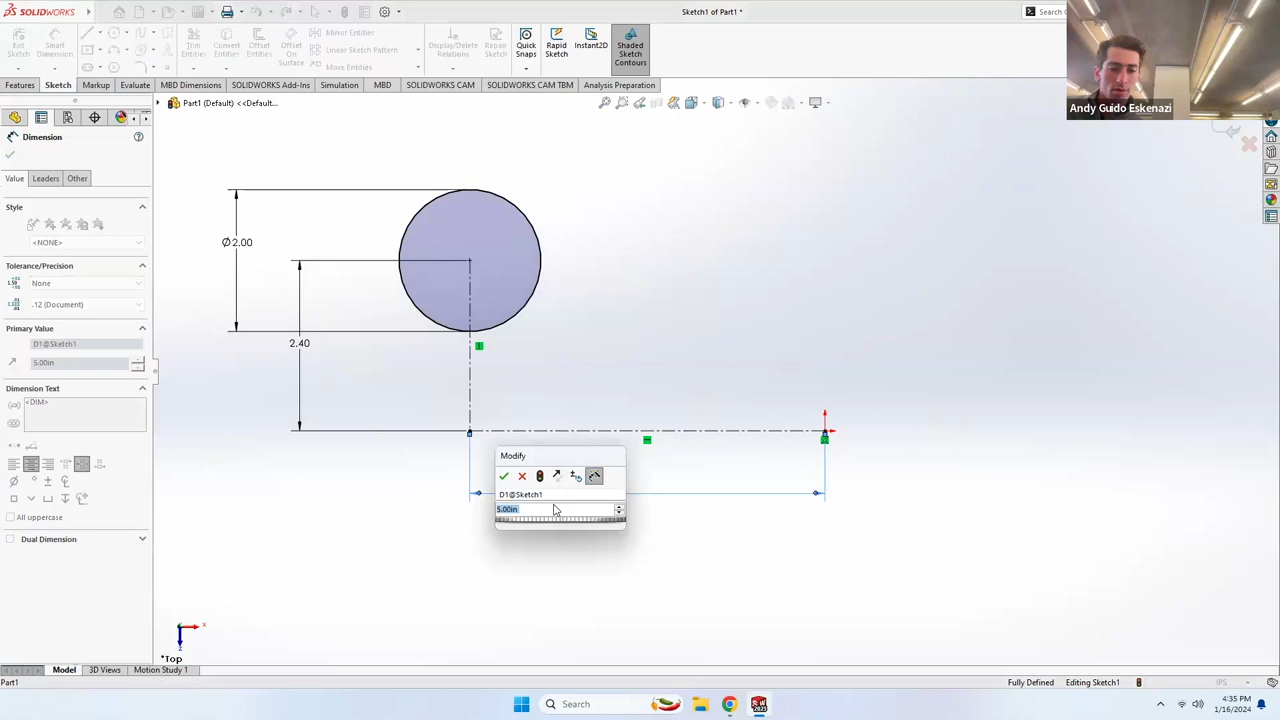 SOLIDWORKS
Sketch1 of Part1 *
Search Co
Exit Sketch
Smart Dimension
Trim Entities
Convert Entities
Offset Entities
Offset On Surface
Mirror Entities
Linear Sketch Pattern
Move Entities
Display/Delete Relations
Repair Sketch
Quick Snaps
Rapid Sketch
Instant2D
Shaded Sketch Contours
Andy Guido Eskenazi
Features
Sketch
Markup
Evaluate
MBD Dimensions
SOLIDWORKS Add-Ins
Simulation
MBD
SOLIDWORKS CAM
SOLIDWORKS CAM TBM
Analysis Preparation
Part1 (Default) <<Default...
Dimension
Value
Leaders
Other
Style
<NONE>
Tolerance/Precision
None
.12 (Document)
Primary Value
D1@Sketch1
5.00in
Dimension Text
<DIM>
All uppercase
Dual Dimension
Ø2.00
2.40
Modify
D1@Sketch1
5.00in
*Top
Model
3D Views
Motion Study 1
Part1
Fully Defined
Editing Sketch1
IPS
Search
4:35 PM
1/16/2024